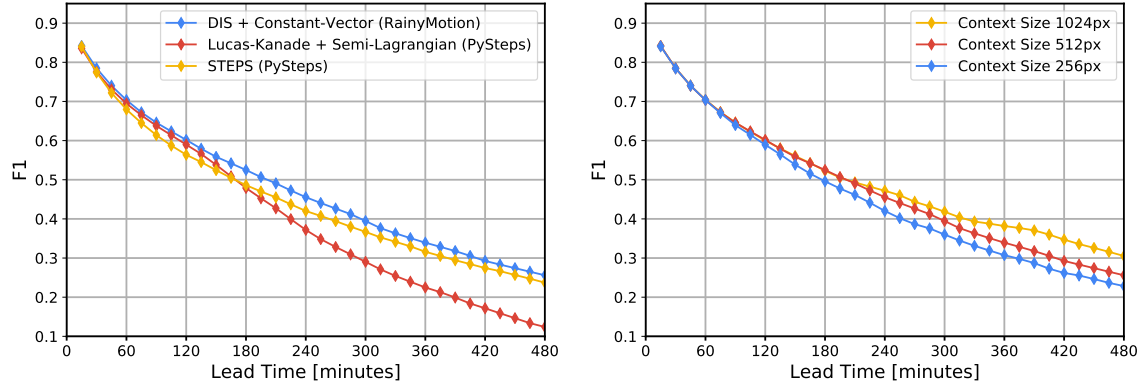 DIS + Constant-Vector (RainyMotion)
Lucas-Kanade + Semi-Lagrangian (PySteps)
STEPS (PySteps)
F1
0.9
0.8
0.7
0.6
0.5
0.4
0.3
0.2
0.1
0 60 120 180 240 300 360 420 480
Lead Time [minutes]
Context Size 1024px
Context Size 512px
Context Size 256px
F1
0.9
0.8
0.7
0.6
0.5
0.4
0.3
0.2
0.1
0 60 120 180 240 300 360 420 480
Lead Time [minutes]